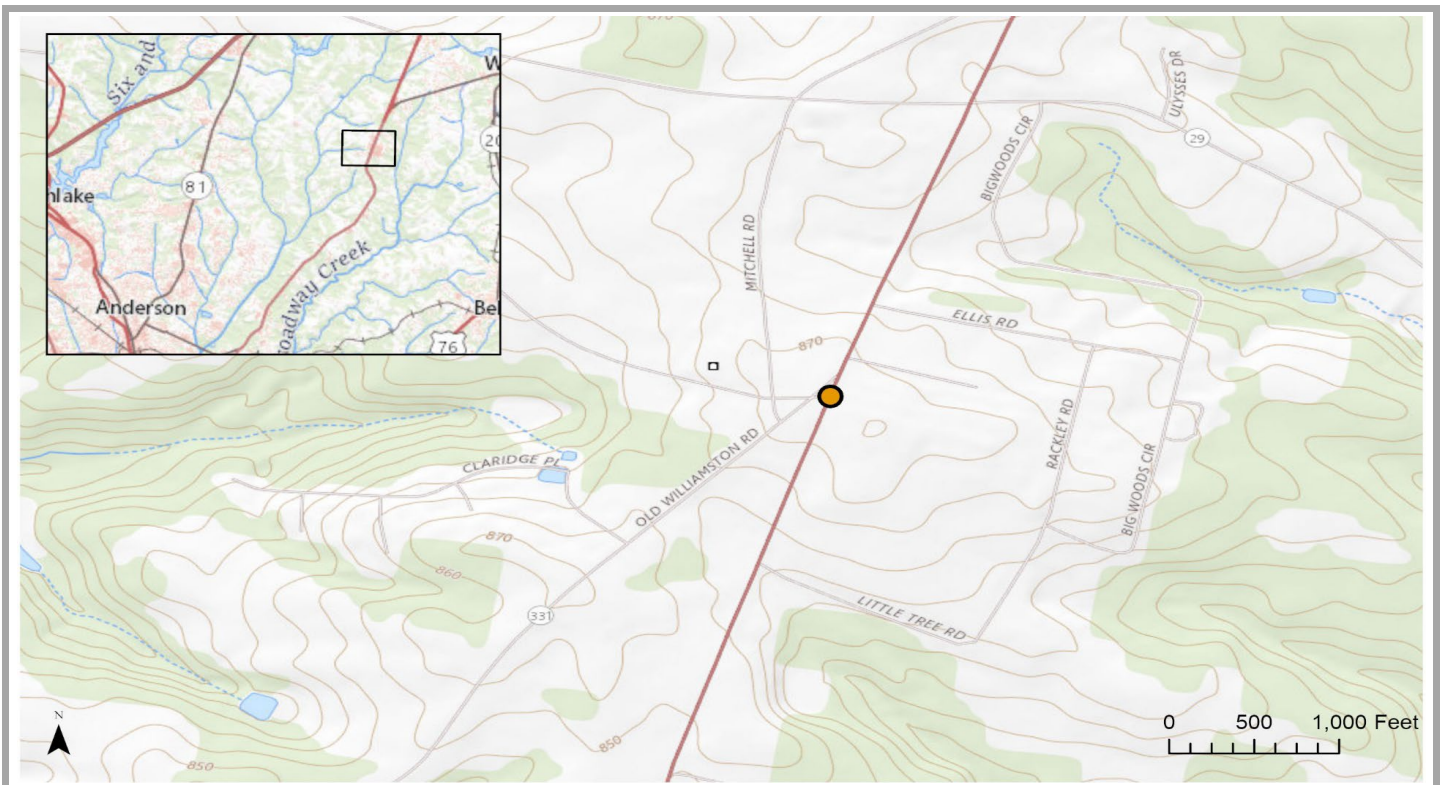 870
Six and
W
20
81
nlake
Anderson
roadway Creek
Be
76
ULYSSES DR
29
BIGWOODS CIR
MITCHELL RD
ELLIS RD
870
RACKLEY RD
BIG WOODS CIR
CLARIDGE PL
OLD WILLIAMSTON RD
870
860
331
LITTLE TREE RD
850
850
N
0 500 1,000 Feet